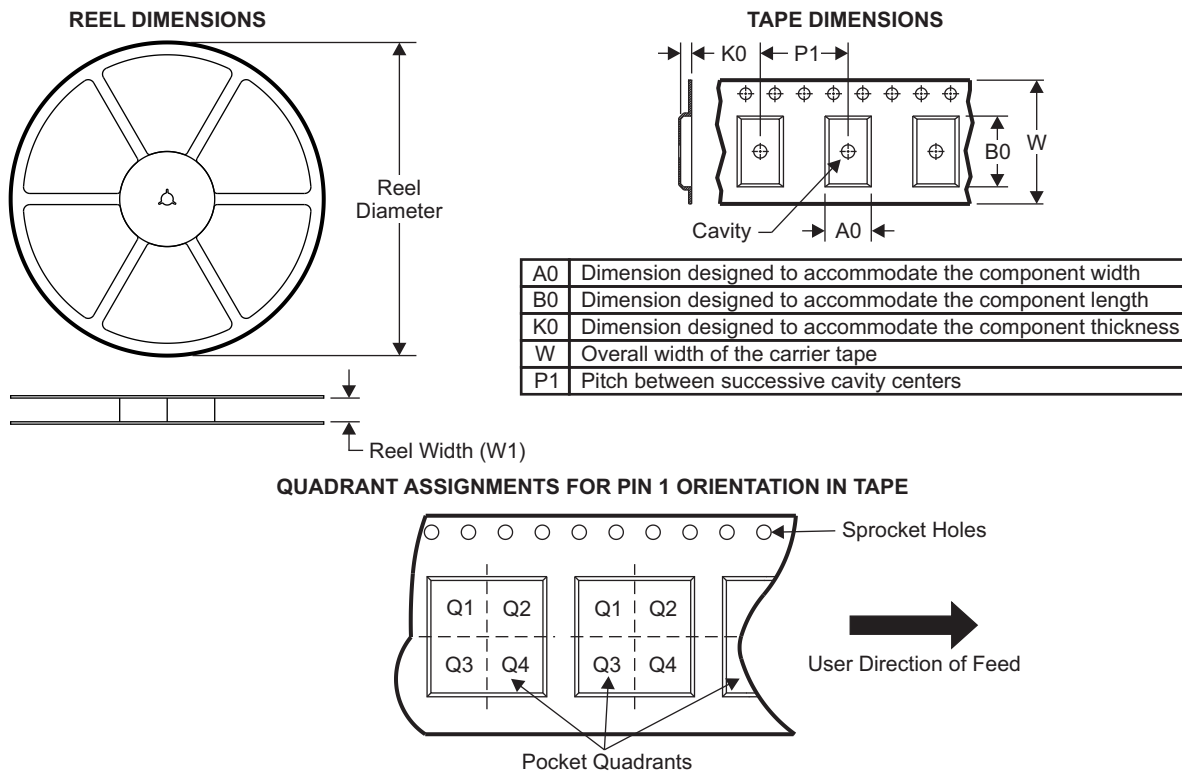 REEL DIMENSIONS
Reel
Diameter
Reel Width (W1)
TAPE DIMENSIONS
K0
P1
B0
W
Cavity
A0
A0 Dimension designed to accommodate the component width
B0 Dimension designed to accommodate the component length
K0 Dimension designed to accommodate the component thickness
W Overall width of the carrier tape
P1 Pitch between successive cavity centers
QUADRANT ASSIGNMENTS FOR PIN 1 ORIENTATION IN TAPE
Sprocket Holes
Q1 Q2 Q1 Q2
Q3 Q4 Q3 Q4
User Direction of Feed
Pocket Quadrants